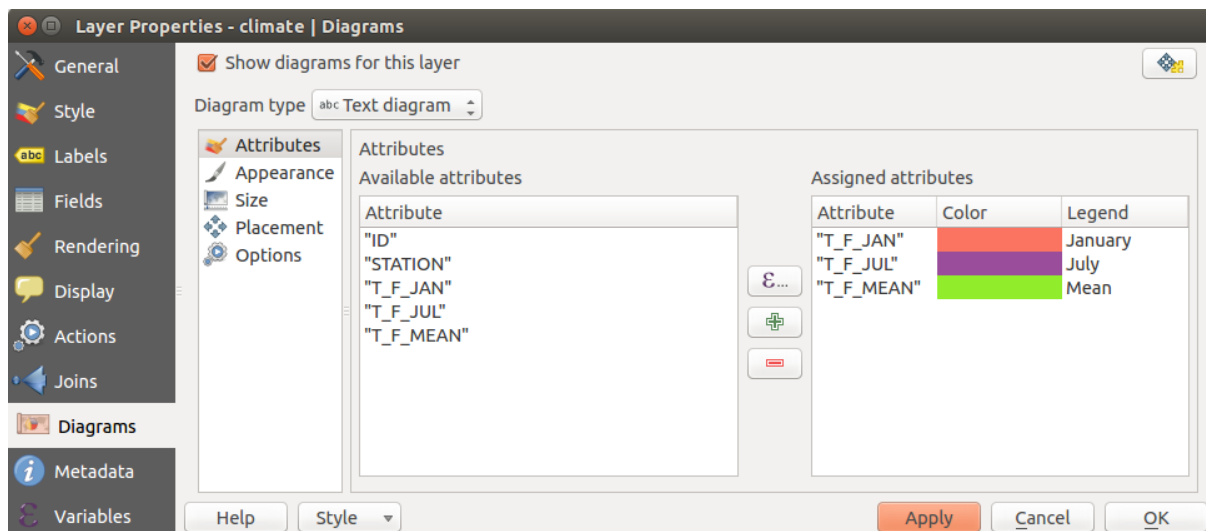 Layer Properties - climate | Diagrams
General
Style
abc Labels
Fields
Rendering
Display
Actions
Joins
Diagrams
Metadata
Variables
Show diagrams for this layer
Diagram type abc Text diagram
Attributes
Appearance
Size
Placement
Options
Attributes
Available attributes
Attribute
"ID"
"STATION"
"T_F_JAN"
"T_F_JUL"
"T_F_MEAN"
ε...
Assigned attributes
Attribute Color Legend
"T_F_JAN" January
"T_F_JUL" July
"T_F_MEAN" Mean
Help
Style
Apply
Cancel
OK